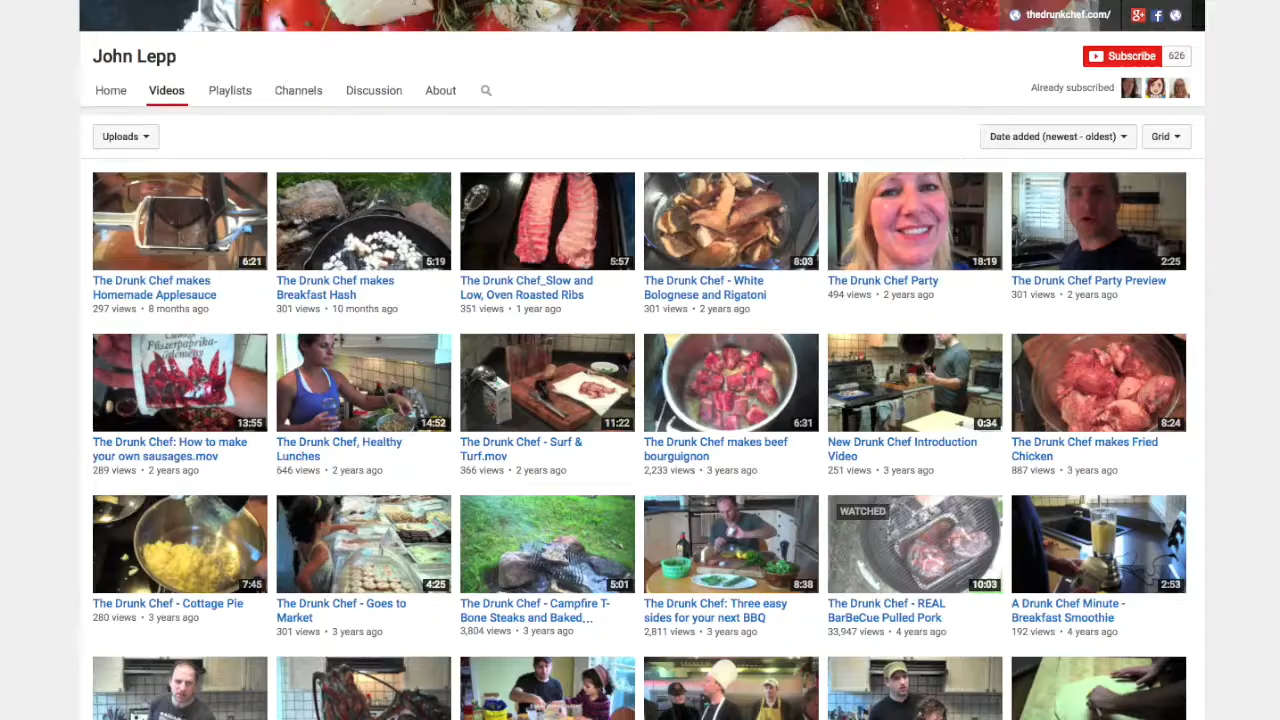 thedrunkchef.com/
John Lepp
Subscribe 626
Home Videos Playlists Channels Discussion About
Already subscribed
Uploads
Date added (newest - oldest) Grid
6:21 5:19 5:57 8:03 18:19 2:25
The Drunk Chef makes
Homemade Applesauce
297 views • 8 months ago
The Drunk Chef makes
Breakfast Hash
301 views • 10 months ago
The Drunk Chef_Slow and
Low, Oven Roasted Ribs
351 views • 1 year ago
The Drunk Chef - White
Bolognese and Rigatoni
301 views • 2 years ago
The Drunk Chef Party
494 views • 2 years ago
The Drunk Chef Party Preview
301 views • 2 years ago
Fűszerpaprika-
13:55 14:52 11:22 6:31 0:34 8:24
The Drunk Chef: How to make
your own sausages.mov
289 views • 2 years ago
The Drunk Chef, Healthy
Lunches
646 views • 2 years ago
The Drunk Chef - Surf &
Turf.mov
366 views • 2 years ago
The Drunk Chef makes beef
bourguignon
2,233 views • 3 years ago
New Drunk Chef Introduction
Video
251 views • 3 years ago
The Drunk Chef makes Fried
Chicken
887 views • 3 years ago
WATCHED
7:45 4:25 5:01 8:38 10:03 2:53
The Drunk Chef - Cottage Pie
280 views • 3 years ago
The Drunk Chef - Goes to
Market
301 views • 3 years ago
The Drunk Chef - Campfire T-
Bone Steaks and Baked...
3,804 views • 3 years ago
The Drunk Chef: Three easy
sides for your next BBQ
2,811 views • 3 years ago
The Drunk Chef - REAL
BarBeCue Pulled Pork
33,947 views • 4 years ago
A Drunk Chef Minute -
Breakfast Smoothie
192 views • 4 years ago